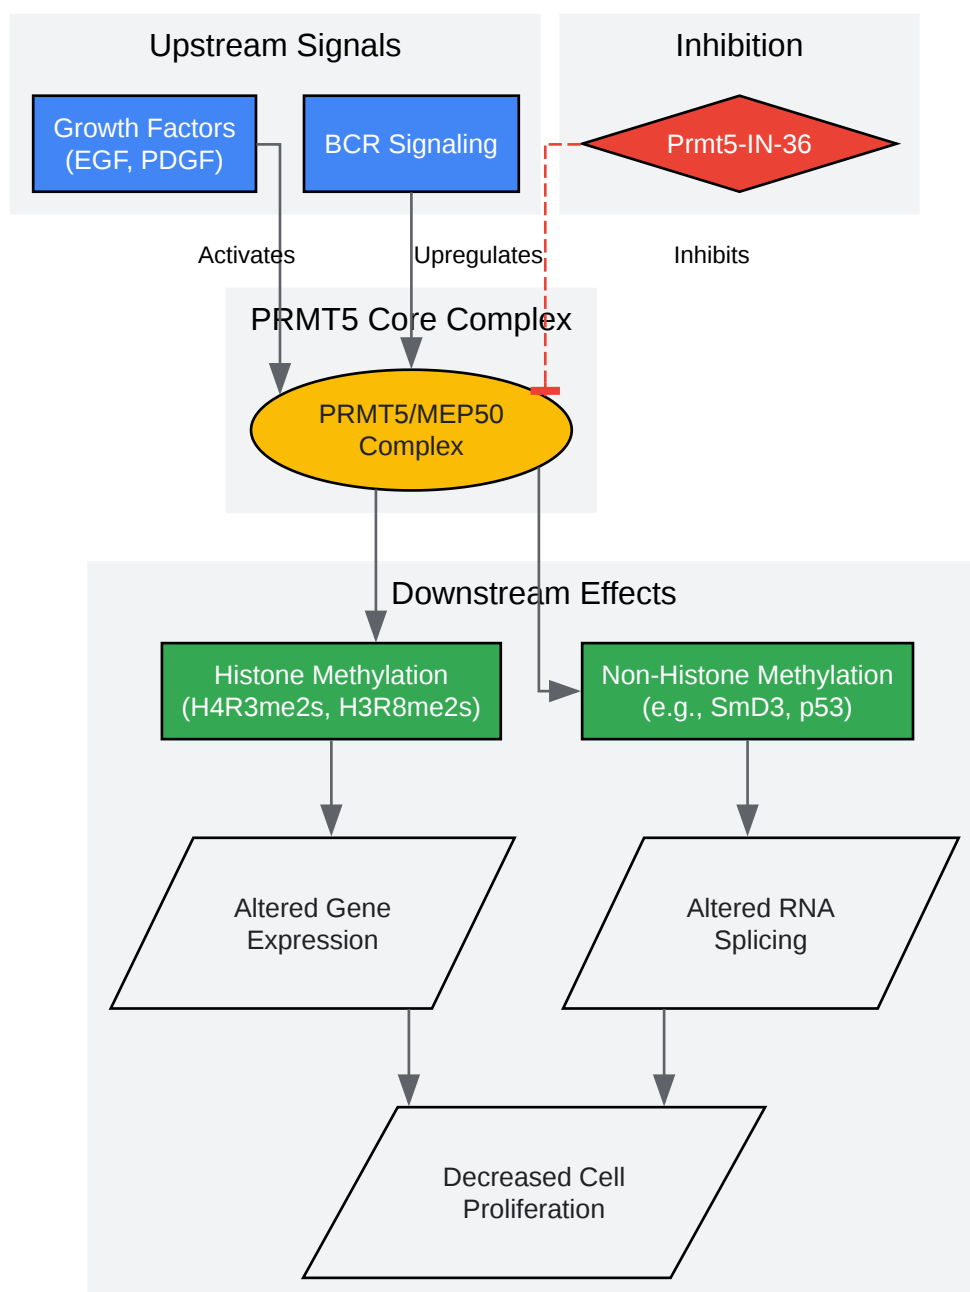 Upstream Signals
Inhibition
Growth Factors
(EGF, PDGF)
BCR Signaling
Prmt5-IN-36
Activates
Upregulates
Inhibits
PRMT5 Core Complex
PRMT5/MEP50
Complex
Downstream Effects
Histone Methylation
(H4R3me2s, H3R8me2s)
Non-Histone Methylation
(e.g., SmD3, p53)
Altered Gene
Expression
Altered RNA
Splicing
Decreased Cell
Proliferation